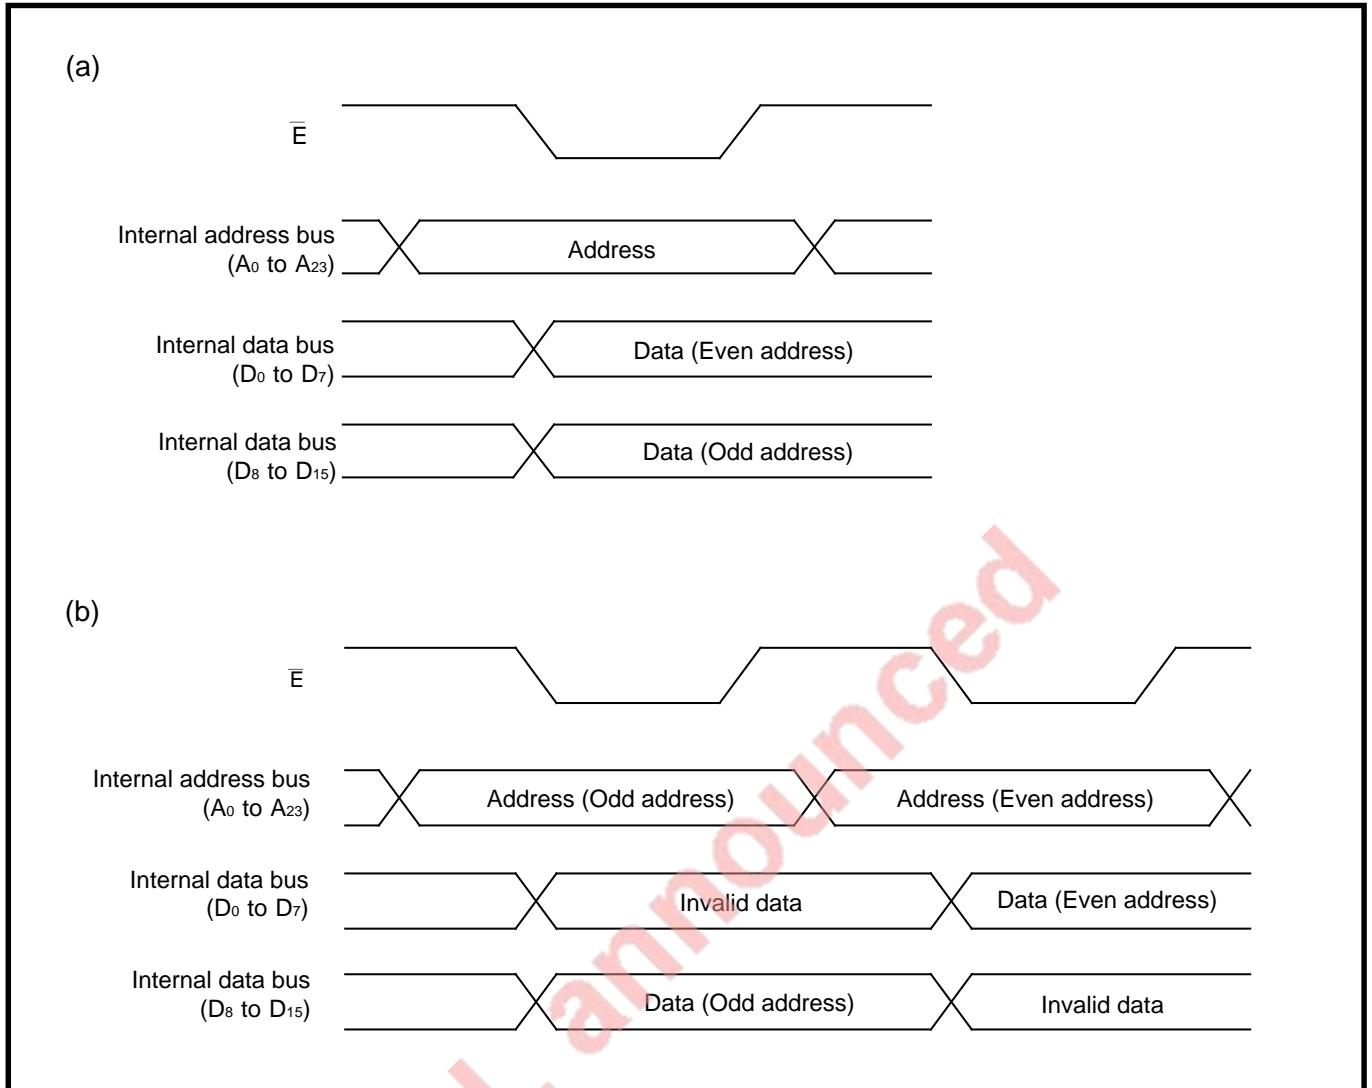 (a)
E̅
Internal address bus
(A0 to A23)
Address
Internal data bus
(D0 to D7)
Data (Even address)
Internal data bus
(D8 to D15)
Data (Odd address)
(b)
E̅
Internal address bus
(A0 to A23)
Address (Odd address)
Address (Even address)
Internal data bus
(D0 to D7)
Invalid data
Data (Even address)
Internal data bus
(D8 to D15)
Data (Odd address)
Invalid data
announced